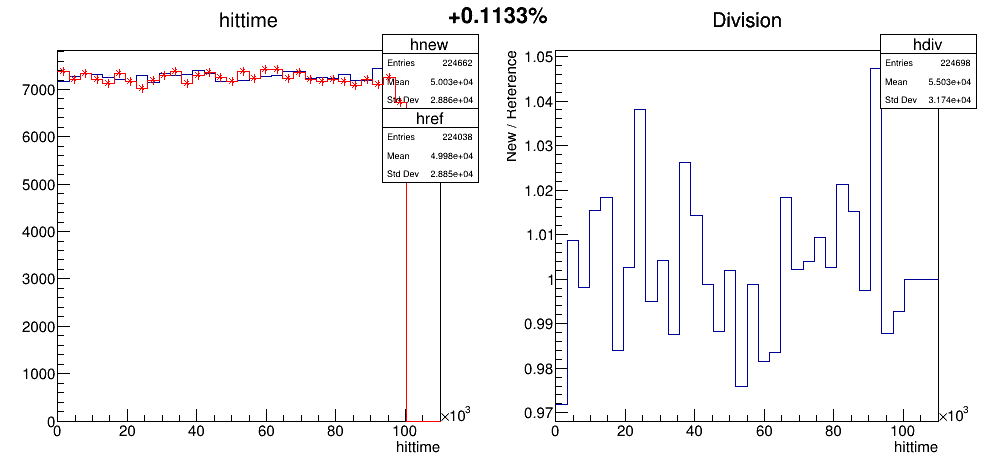 +0.1133%
hittime
hnew
Entries 224662
Mean 5.003e+04
Std Dev 2.886e+04
href
Entries 224038
Mean 4.998e+04
Std Dev 2.885e+04
7000
6000
5000
4000
3000
2000
1000
0
0 20 40 60 80 100
×10³
hittime
Division
hdiv
Entries 224698
Mean 5.503e+04
Std Dev 3.174e+04
New / Reference
1.05
1.04
1.03
1.02
1.01
1
0.99
0.98
0.97
0 20 40 60 80 100
×10³
hittime